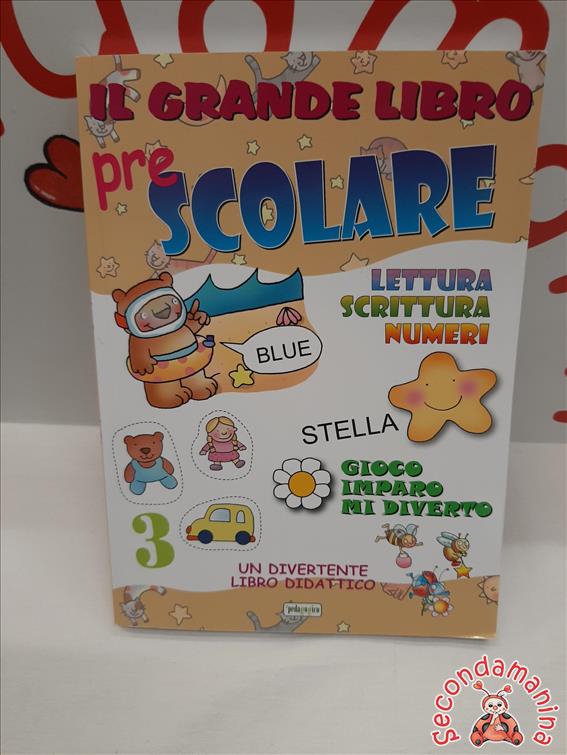 IL GRANDE LIBRO
pre
SCOLARE
LETTURA
SCRITTURA
NUMERI
BLUE
STELLA
GIOCO
IMPARO
MI DIVERTO
3
UN DIVERTENTE
LIBRO DIDATTICO
pedagogico
Secondamanina